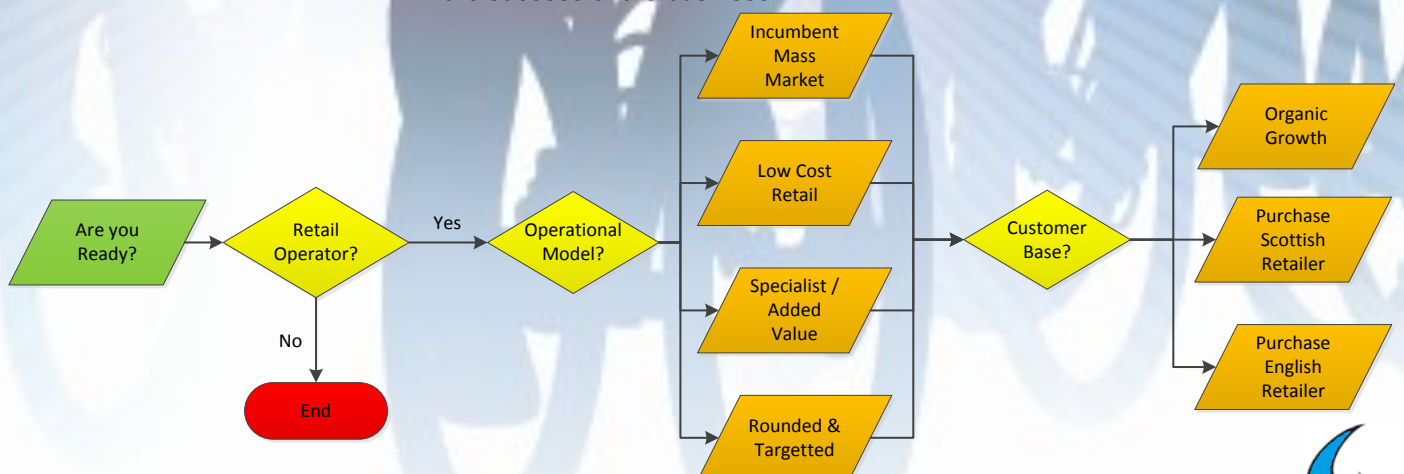 Incumbent
Mass
Market
Organic
Growth
Low Cost
Retail
Are you
Ready?
Retail
Operator?
Yes
Operational
Model?
Customer
Base?
Purchase
Scottish
Retailer
Specialist /
Added
Value
No
Purchase
English
Retailer
End
Rounded &
Targetted